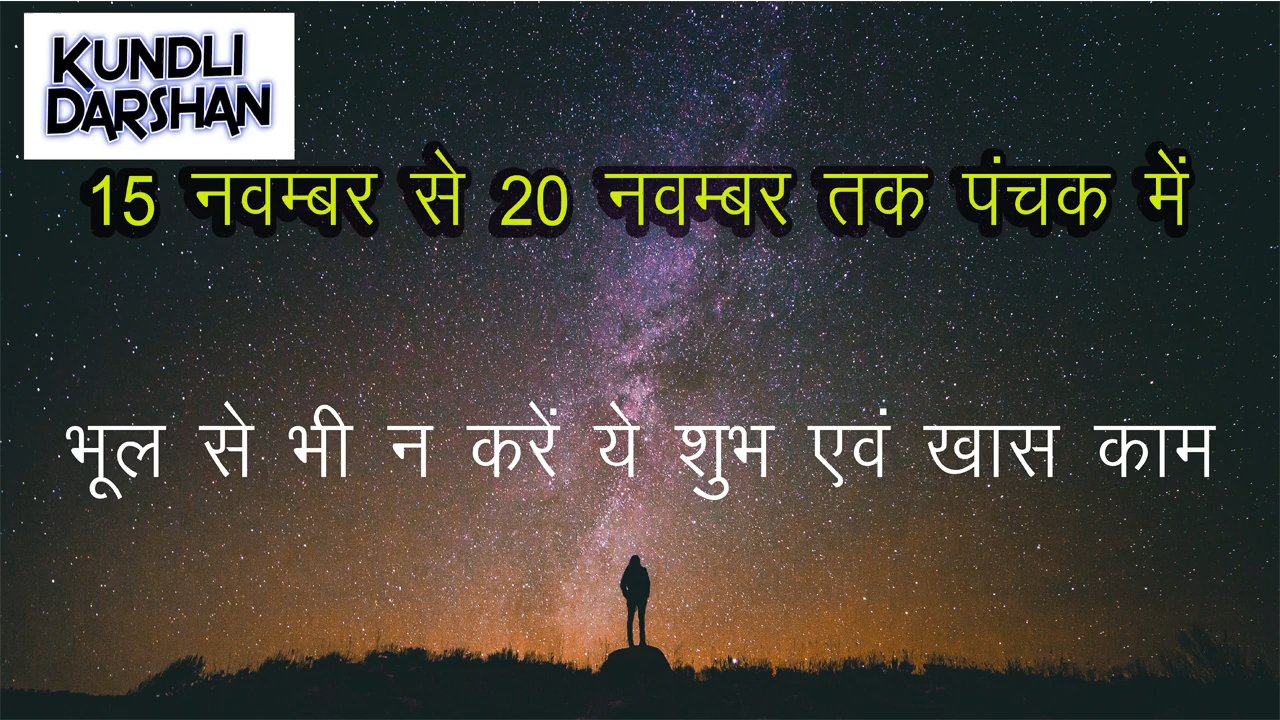 KUNDLI
DARSHAN
15 नवम्बर से 20 नवम्बर तक पंचक में
भूल से भी न करें ये शुभ एवं खास काम